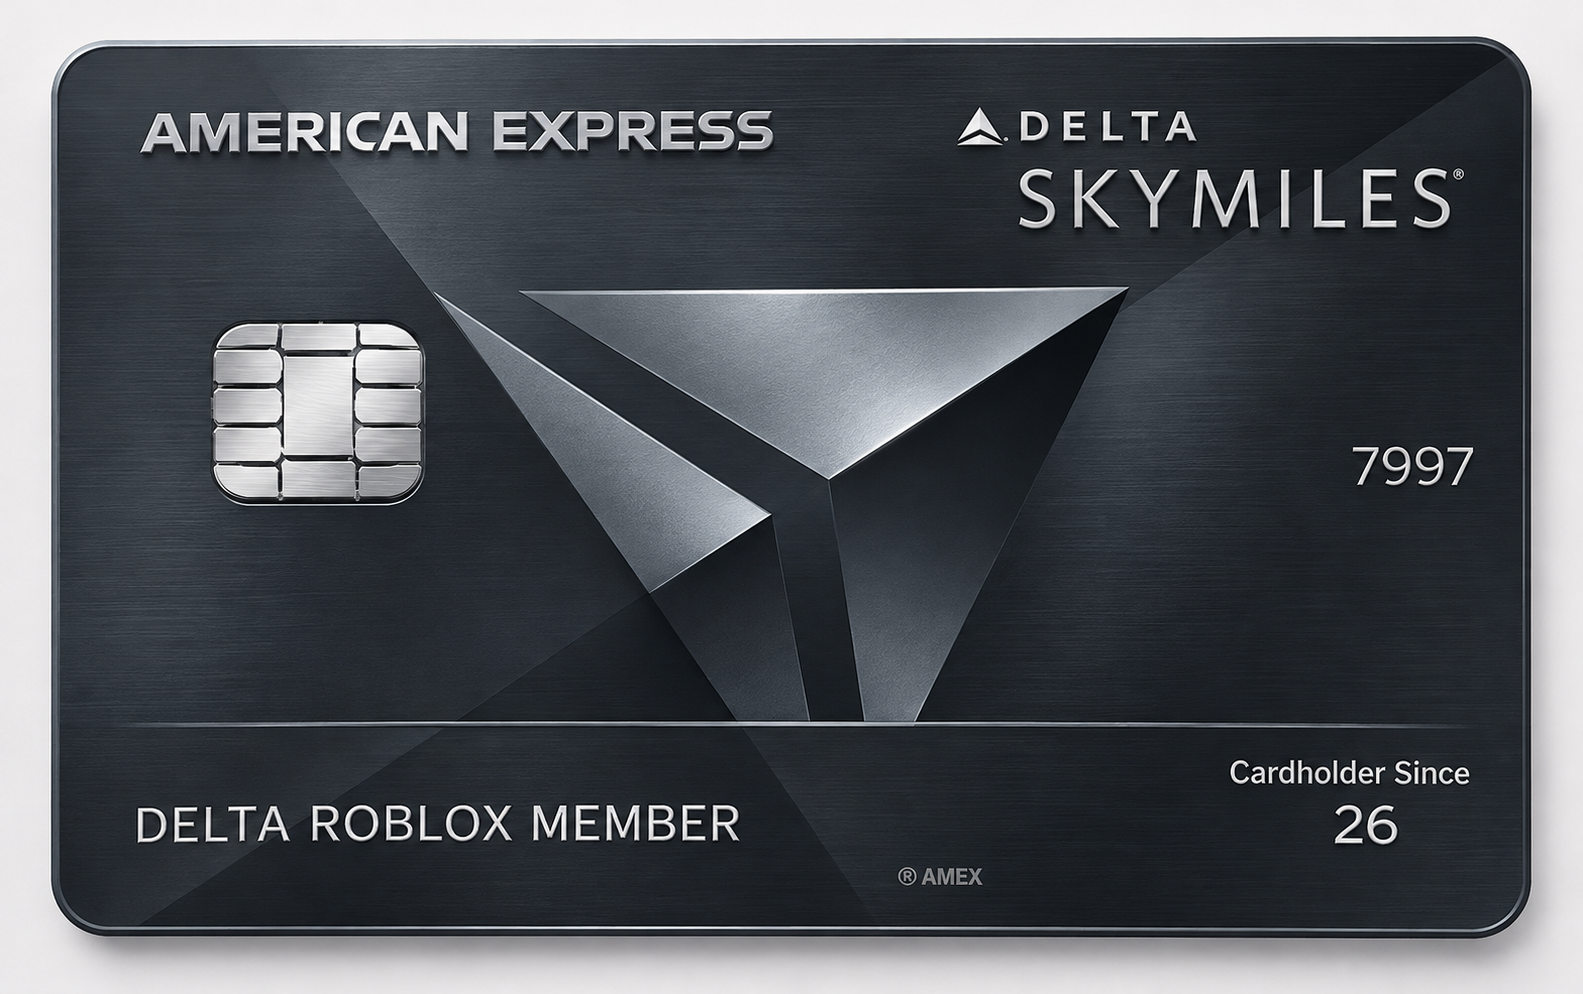 AMERICAN EXPRESS
DELTA
SKYMILES®
7997
Cardholder Since
26
DELTA ROBLOX MEMBER
® AMEX